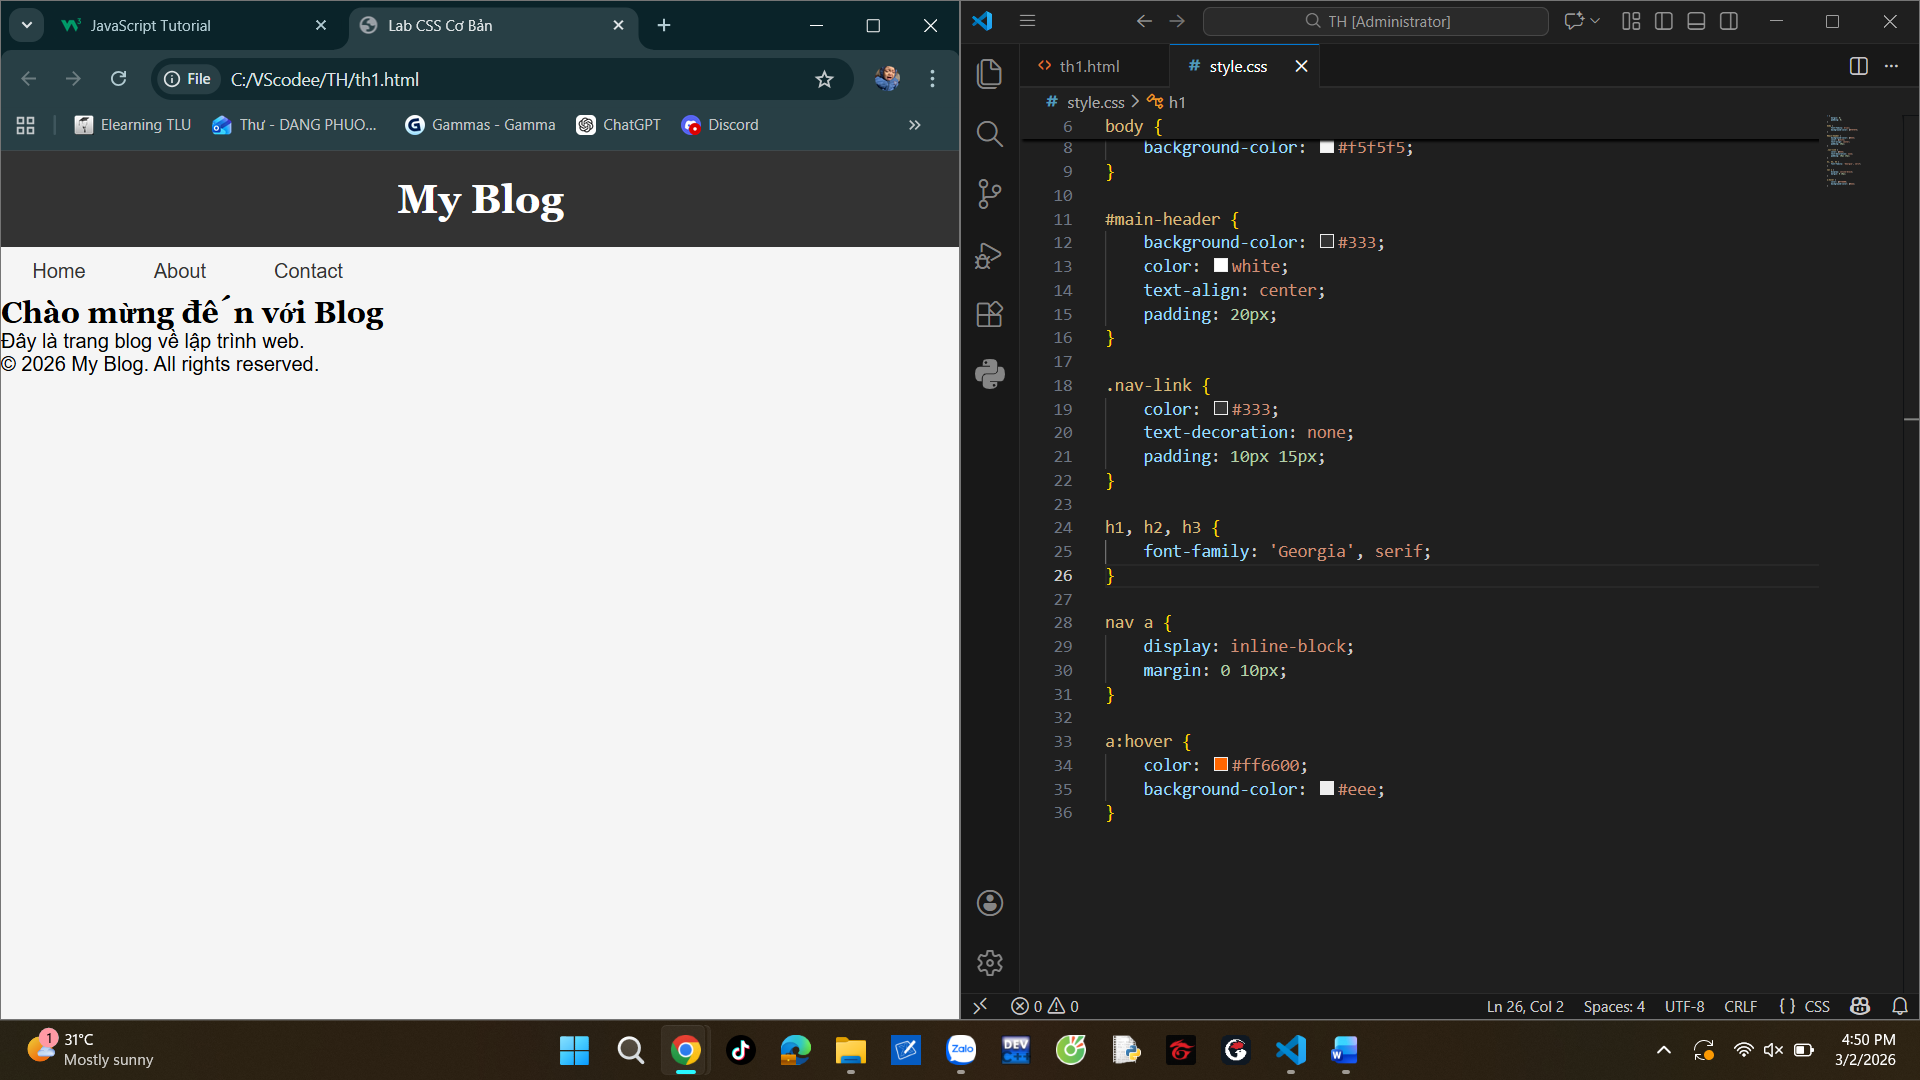 JavaScript Tutorial
Lab CSS Cơ Bản
File
C:/VScodee/TH/th1.html
Elearning TLU
Thư - DANG PHUO...
Gammas - Gamma
ChatGPT
Discord
My Blog
Home About Contact
Chào mừng đến với Blog
Đây là trang blog về lập trình web.
© 2026 My Blog. All rights reserved.
TH [Administrator]
th1.html
# style.css
# style.css > h1
6 body {
8 background-color: #f5f5f5;
9 }
10
11 #main-header {
12 background-color: #333;
13 color: white;
14 text-align: center;
15 padding: 20px;
16 }
17
18 .nav-link {
19 color: #333;
20 text-decoration: none;
21 padding: 10px 15px;
22 }
23
24 h1, h2, h3 {
25 font-family: 'Georgia', serif;
26 }
27
28 nav a {
29 display: inline-block;
30 margin: 0 10px;
31 }
32
33 a:hover {
34 color: #ff6600;
35 background-color: #eee;
36 }
0 0
Ln 26, Col 2 Spaces: 4 UTF-8 CRLF {} CSS
1
31°C
Mostly sunny
Zalo
DEV
W
4:50 PM
3/2/2026